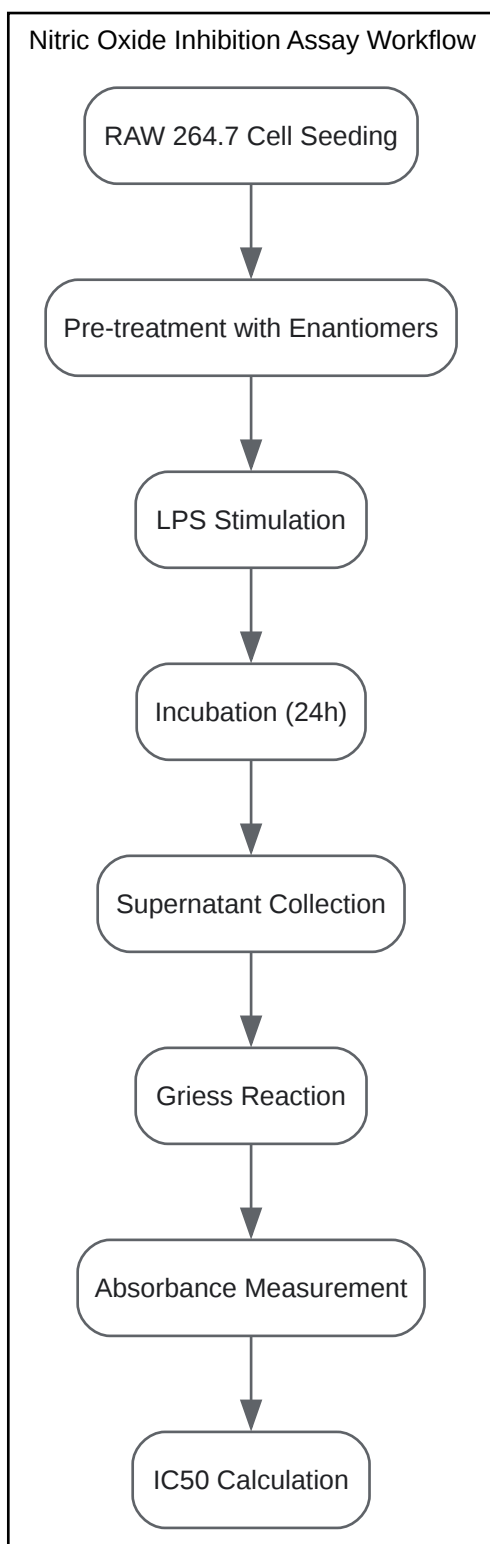 Nitric Oxide Inhibition Assay Workflow
RAW 264.7 Cell Seeding
Pre-treatment with Enantiomers
LPS Stimulation
Incubation (24h)
Supernatant Collection
Griess Reaction
Absorbance Measurement
IC50 Calculation